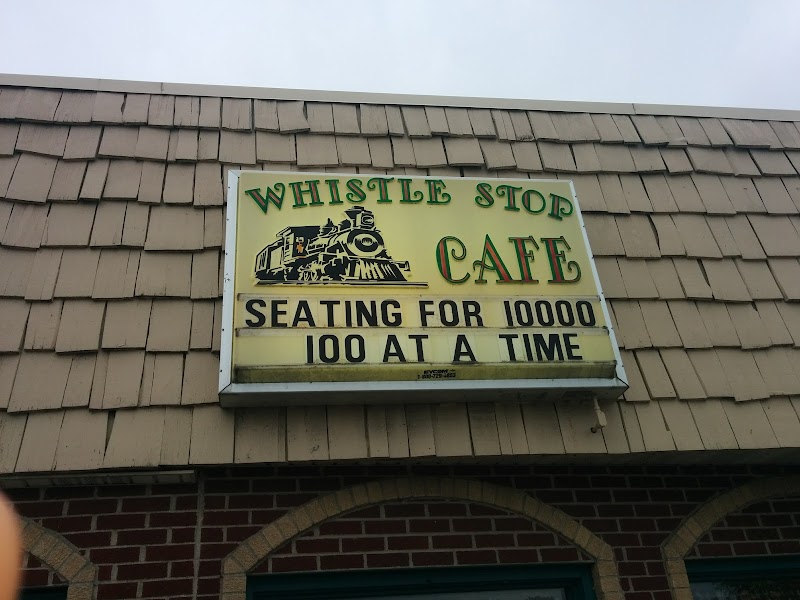 WHISTLE STOP
CAFE
SEATING FOR 10000
100 AT A TIME